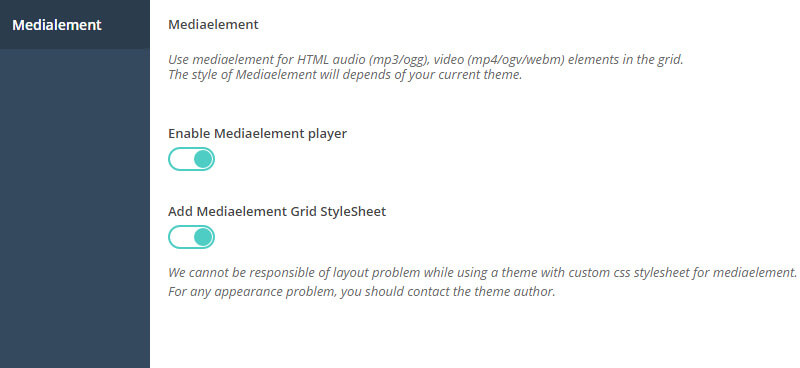 Medialement
Mediaelement
Use mediaelement for HTML audio (mp3/ogg), video (mp4/ogv/webm) elements in the grid.
The style of Mediaelement will depends of your current theme.
Enable Mediaelement player
Add Mediaelement Grid StyleSheet
We cannot be responsible of layout problem while using a theme with custom css stylesheet for mediaelement.
For any appearance problem, you should contact the theme author.